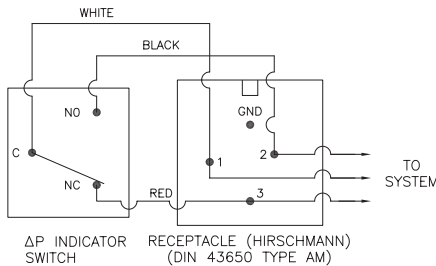 WHITE
BLACK
NO
GND
C
1
2
NC
RED
3
TO
SYSTEM
ΔP INDICATOR
SWITCH
RECEPTACLE (HIRSCHMANN)
(DIN 43650 TYPE AM)